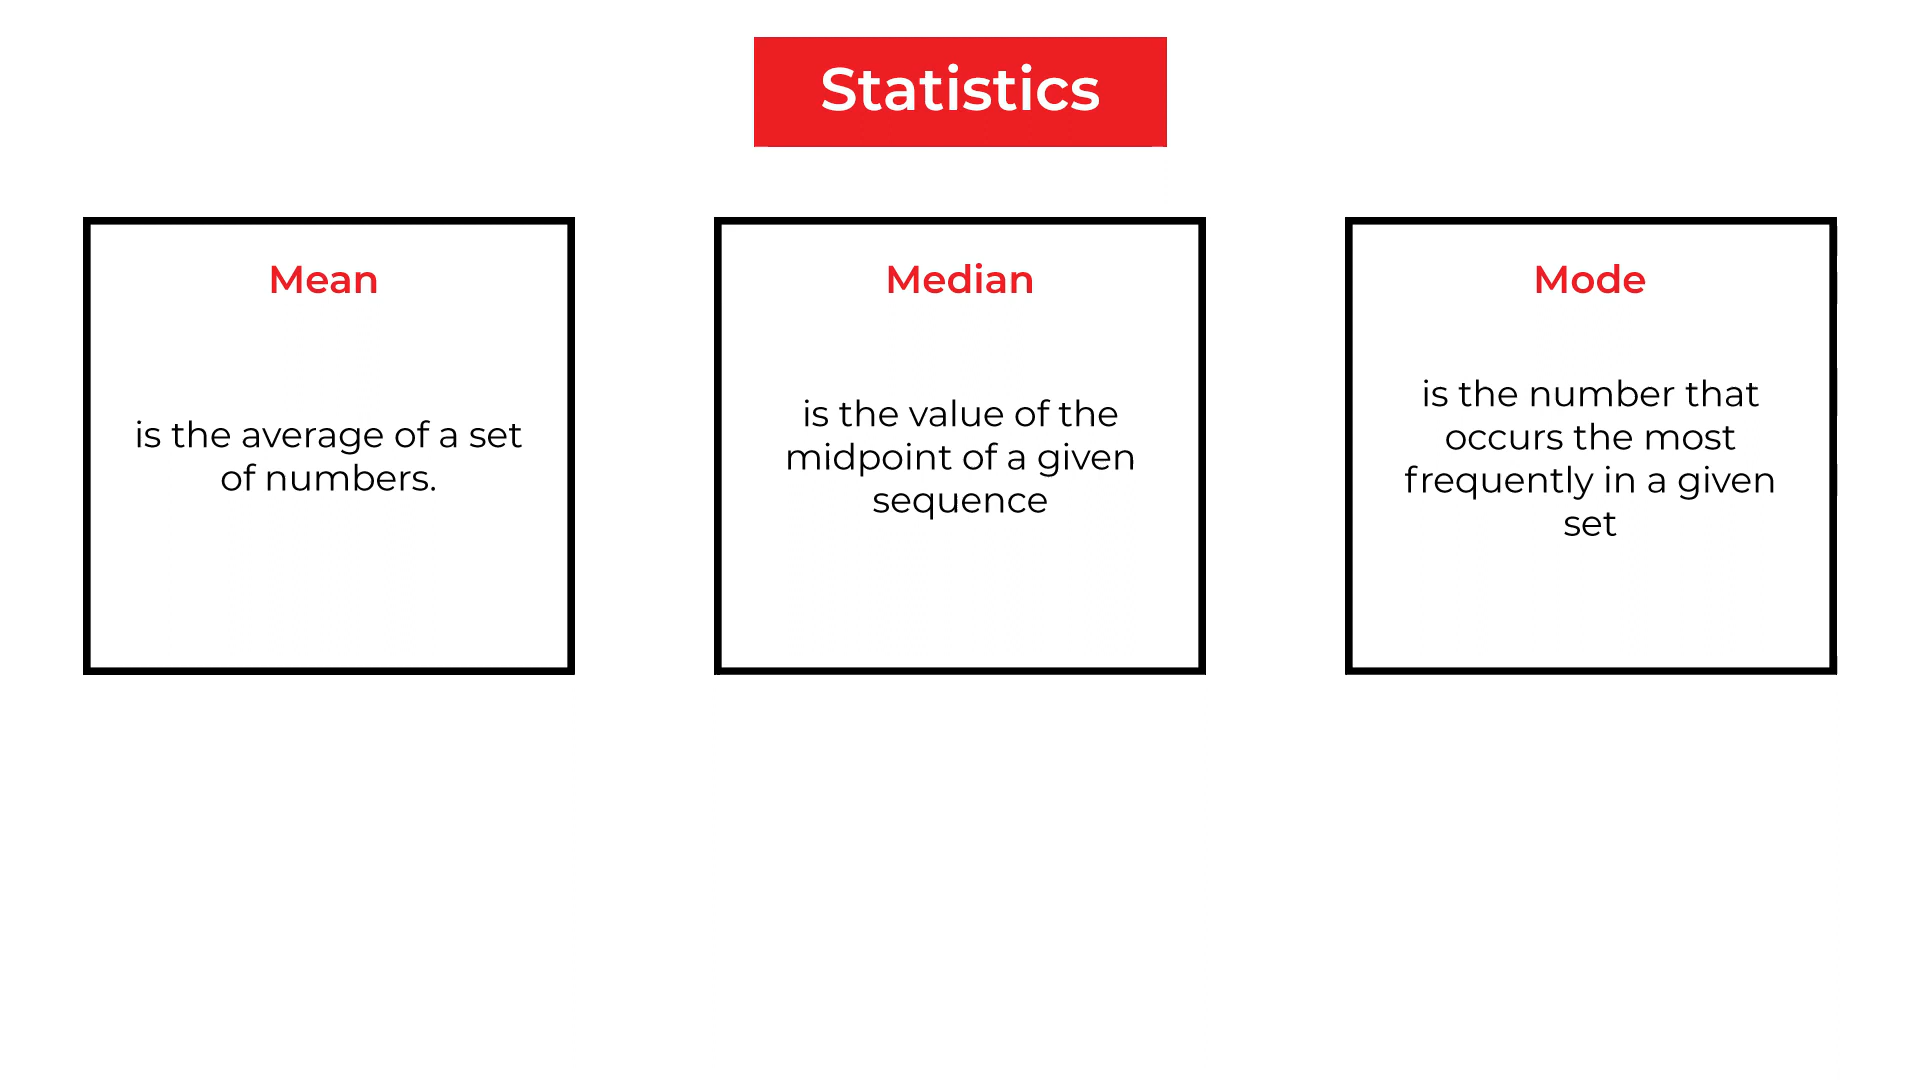 Statistics
Mean
is the average of a set
of numbers.
Median
is the value of the
midpoint of a given
sequence
Mode
is the number that
occurs the most
frequently in a given
set